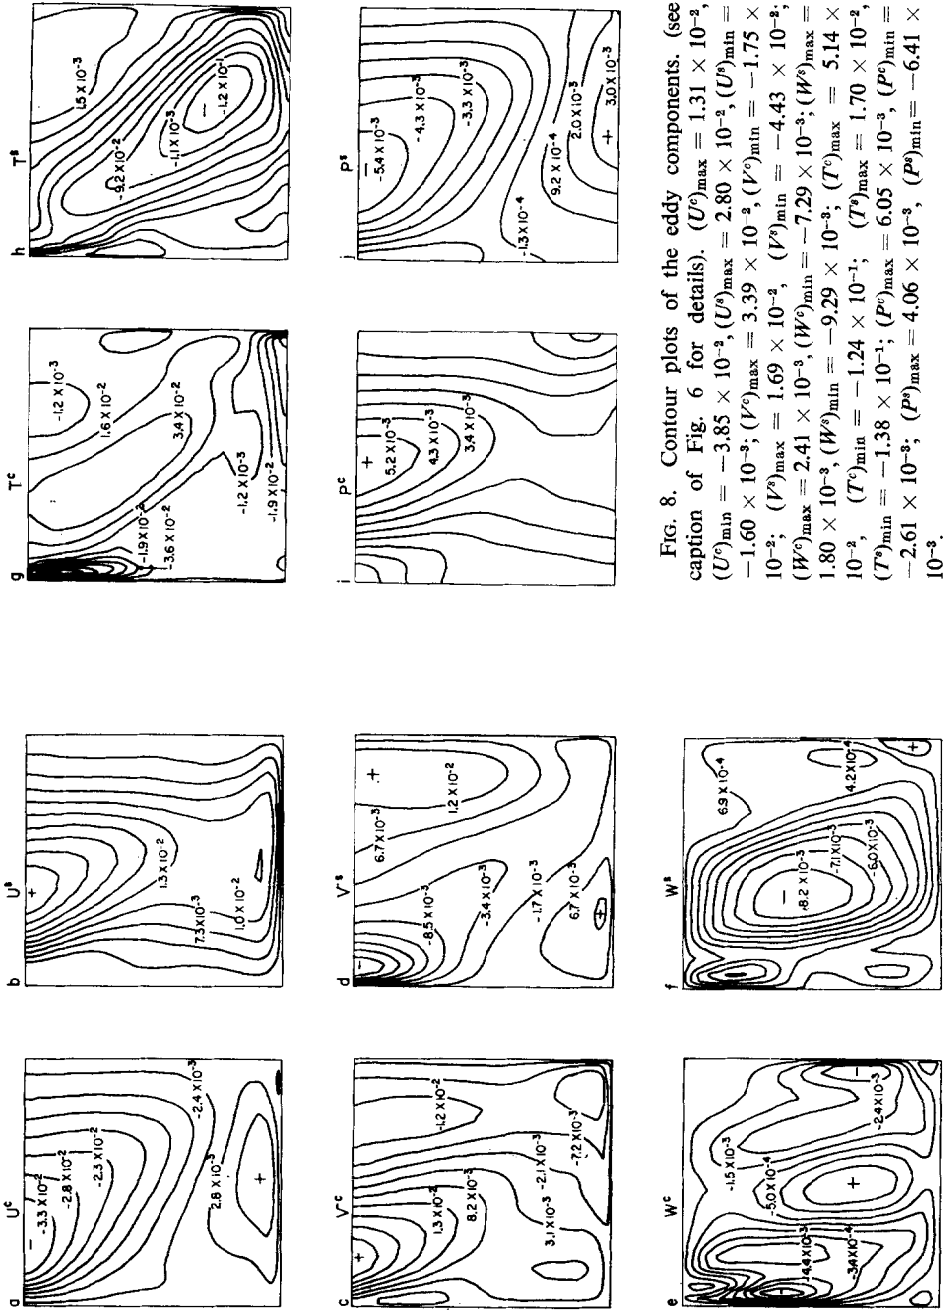 a U^c
-3.3 X 10^-2
-2.8 X 10^-2
-2.3 X 10^-2
-2.4 X 10^-3
2.8 X 10^-3
b U^s
1.3 X 10^-2
7.3 X 10^-3
1.0 X 10^-2
g T^c
-1.2 X 10^-3
1.6 X 10^-2
3.4 X 10^-2
-1.9 X 10^-2
-3.6 X 10^-2
-1.2 X 10^-3
-1.9 X 10^-2
h T^s
1.5 X 10^-3
-9.2 X 10^-2
-1.1 X 10^-3
-1.2 X 10^-1
c V^c
-1.2 X 10^-2
1.3 X 10^-2
8.2 X 10^-3
-2.1 X 10^-3
3.1 X 10^-3
-7.2 X 10^-3
d V^s
6.7 X 10^-3
1.2 X 10^-2
-8.5 X 10^-3
-3.4 X 10^-3
-1.7 X 10^-3
6.7 X 10^-3
i P^c
5.2 X 10^-3
4.3 X 10^-3
3.4 X 10^-3
j P^s
-5.4 X 10^-3
-4.3 X 10^-3
-3.3 X 10^-3
-1.3 X 10^-4
9.2 X 10^-4
2.0 X 10^-3
3.0 X 10^-3
e W^c
-1.5 X 10^-3
-5.0 X 10^-4
-2.4 X 10^-3
-4.4 X 10^-3
-3.4 X 10^-4
f W^s
6.9 X 10^-4
-8.2 X 10^-3
-7.1 X 10^-3
-6.0 X 10^-3
4.2 X 10^-4
FIG. 8. Contour plots of the eddy components. (see
caption of Fig. 6 for details). (U^c)max = 1.31 × 10^-2,
(U^c)min = −3.85 × 10^-2, (U^s)max = 2.80 × 10^-2, (U^s)min =
−1.60 × 10^-3; (V^c)max = 3.39 × 10^-2, (V^c)min = −1.75 ×
10^-2; (V^s)max = 1.69 × 10^-2 (V^s)min = −4.43 × 10^-2;
(W^c)max = 2.41 × 10^-3, (W^c)min = −7.29 × 10^-3; (W^s)max =
1.80 × 10^-3, (W^s)min = −9.29 × 10^-3; (T^c)max = 5.14 ×
10^-2, (T^c)min = −1.24 × 10^-1; (T^s)max = 1.70 × 10^-2,
(T^s)min = −1.38 × 10^-1; (P^c)max = 6.05 × 10^-3, (P^c)min =
−2.61 × 10^-3; (P^s)max = 4.06 × 10^-3, (P^s)min = −6.41 ×
10^-3.